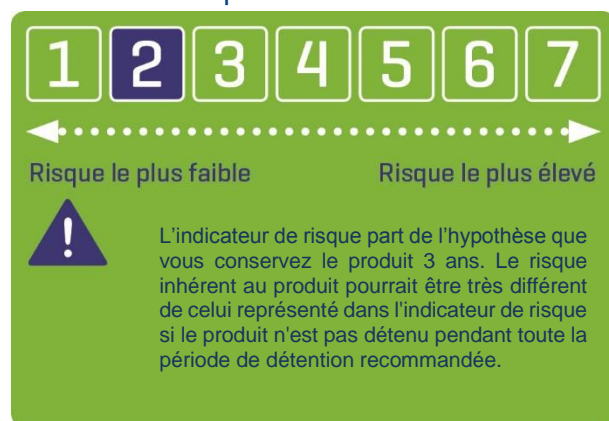 1 2 3 4 5 6 7
Risque le plus faible Risque le plus élevé
!
L'indicateur de risque part de l'hypothèse que
vous conservez le produit 3 ans. Le risque
inhérent au produit pourrait être très différent
de celui représenté dans l'indicateur de risque
si le produit n'est pas détenu pendant toute la
période de détention recommandée.